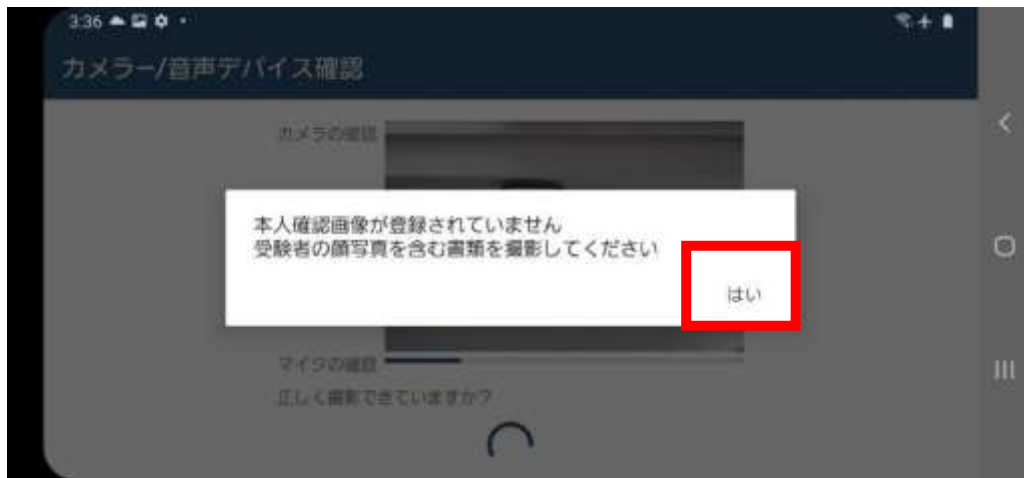 3:36
カメラー/音声デバイス確認
カメラの確認
本人確認画像が登録されていません
受験者の顔写真を含む書類を撮影してください
はい
マイクの確認
正しく撮影できていますか?